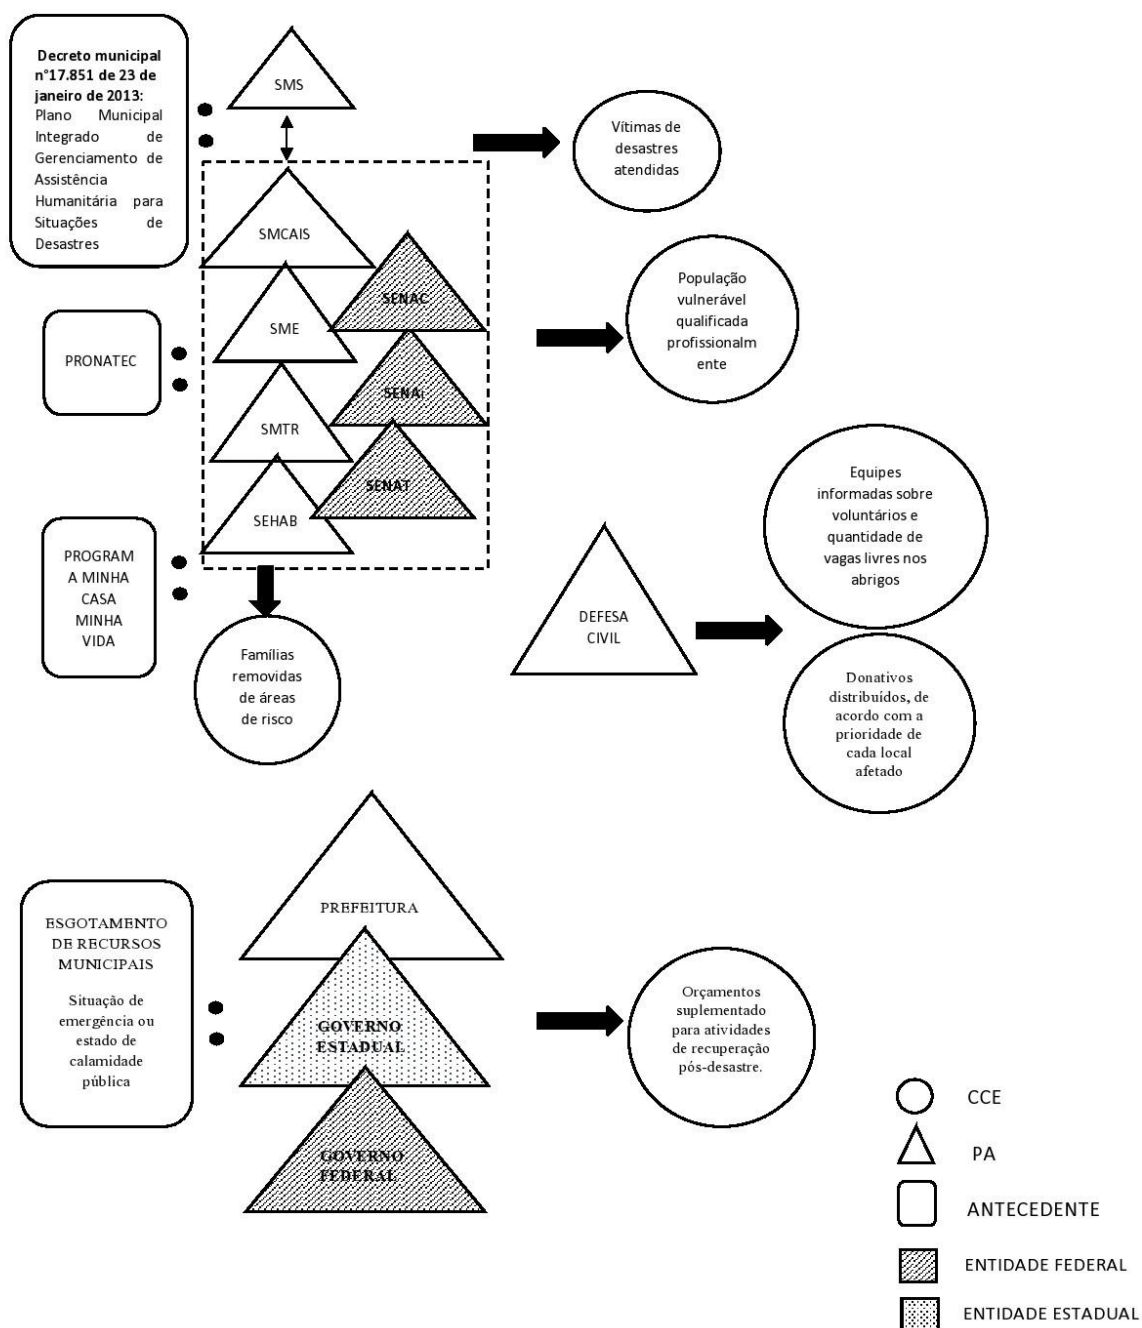 Decreto municipal
n°17.851 de 23 de
janeiro de 2013:
Plano Municipal
Integrado de
Gerenciamento de
Assistência
Humanitária para
Situações de
Desastres
SMS
Vítimas de
desastres
atendidas
SMCAIS
SENAC
População
vulnerável
qualificada
profissionalm
ente
PRONATEC
SME
SENAI
SMTR
SENAT
SEHAB
PROGRAM
A MINHA
CASA
MINHA
VIDA
Famílias
removidas
de áreas
de risco
DEFESA
CIVIL
Equipes
informadas sobre
voluntários e
quantidade de
vagas livres nos
abrigos
Donativos
distribuídos, de
acordo com a
prioridade de
cada local
afetado
ESGOTAMENTO
DE RECURSOS
MUNICIPAIS
Situação de
emergência ou
estado de
calamidade
pública
PREFEITURA
GOVERNO
ESTADUAL
GOVERNO
FEDERAL
Orçamentos
suplementado
para atividades
de recuperação
pós-desastre.
CCE
PA
ANTECEDENTE
ENTIDADE FEDERAL
ENTIDADE ESTADUAL